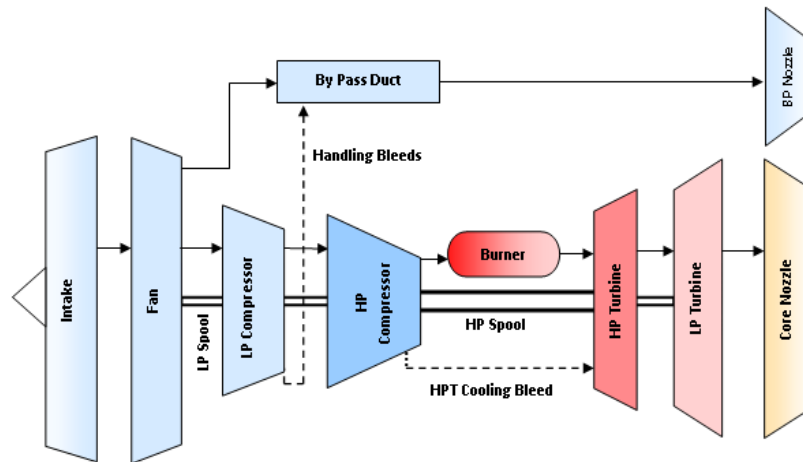 By Pass Duct
BP Nozzle
Handling Bleeds
Intake
Fan
LP Spool
LP Compressor
HP
Compressor
Burner
HP Spool
HP Turbine
LP Turbine
Core Nozzle
HPT Cooling Bleed